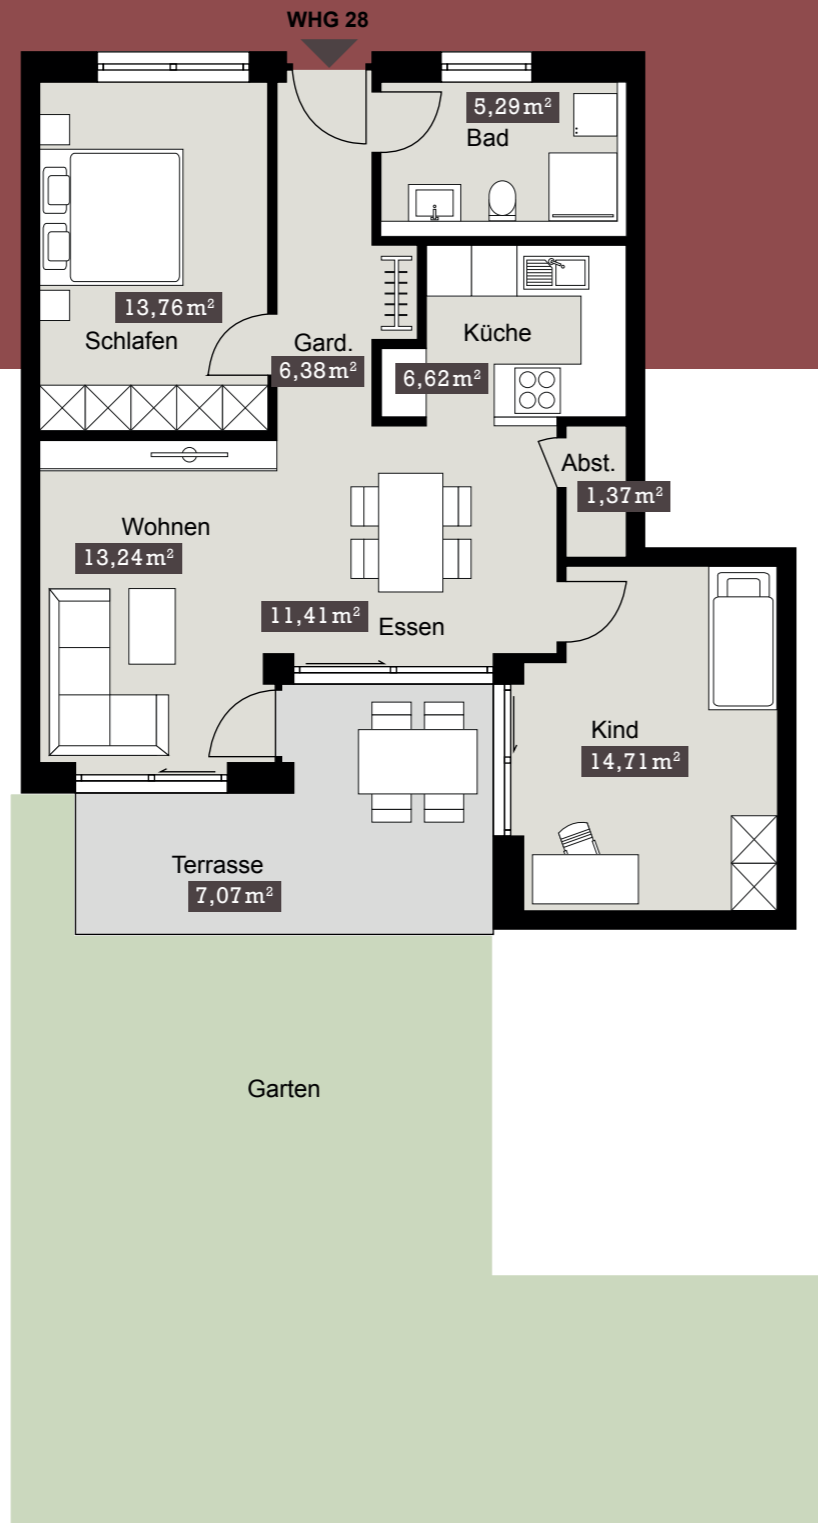 WHG 28
5,29 m²
Bad
13,76 m²
Schlafen
Gard.
6,38 m²
Küche
6,62 m²
Abst.
1,37 m²
Wohnen
13,24 m²
11,41 m²
Essen
Kind
14,71 m²
Terrasse
7,07 m²
Garten